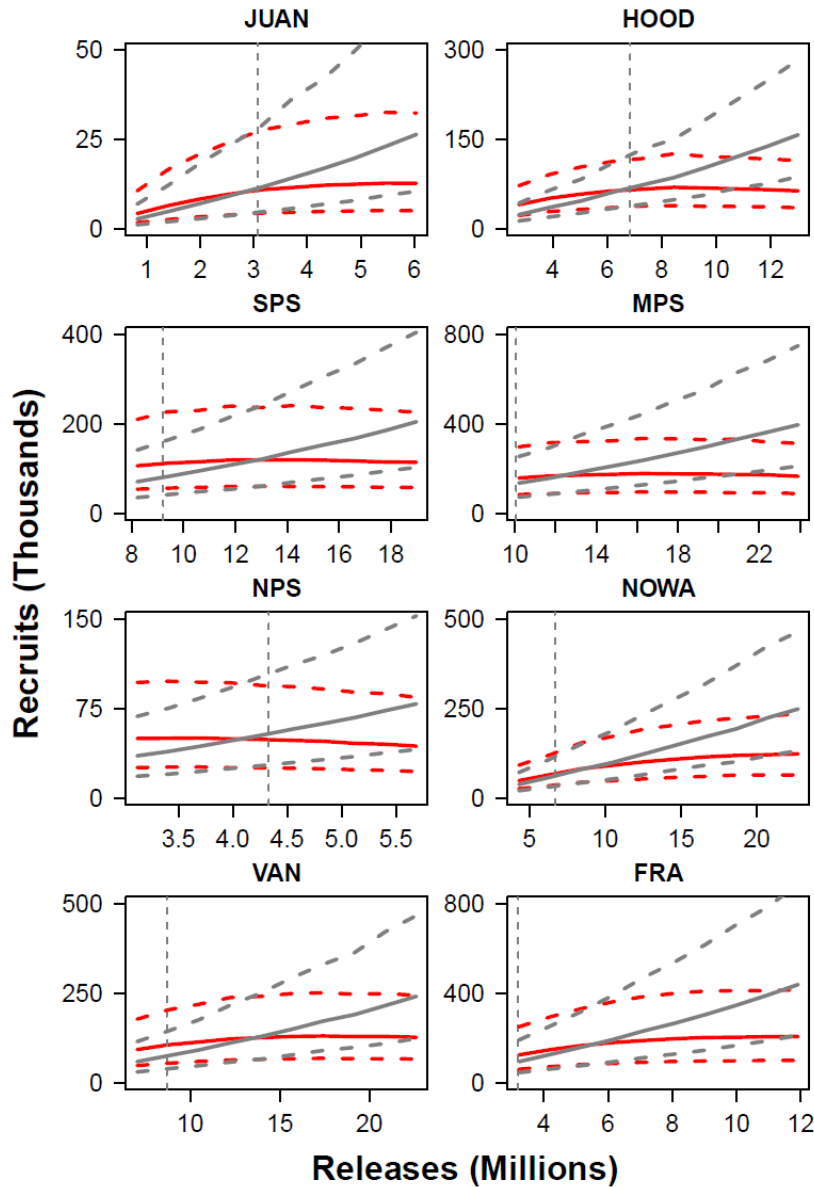 JUAN HOOD
50 300
25 150
0 0
1 2 3 4 5 6 4 6 8 10 12
SPS MPS
400 800
200 400
0 0
8 10 12 14 16 18 10 14 18 22
NPS NOWA
150 500
75 250
0 0
3.5 4.0 4.5 5.0 5.5 5 10 15 20
VAN FRA
500 800
250 400
0 0
10 15 20 4 6 8 10 12
Recruits (Thousands)
Releases (Millions)